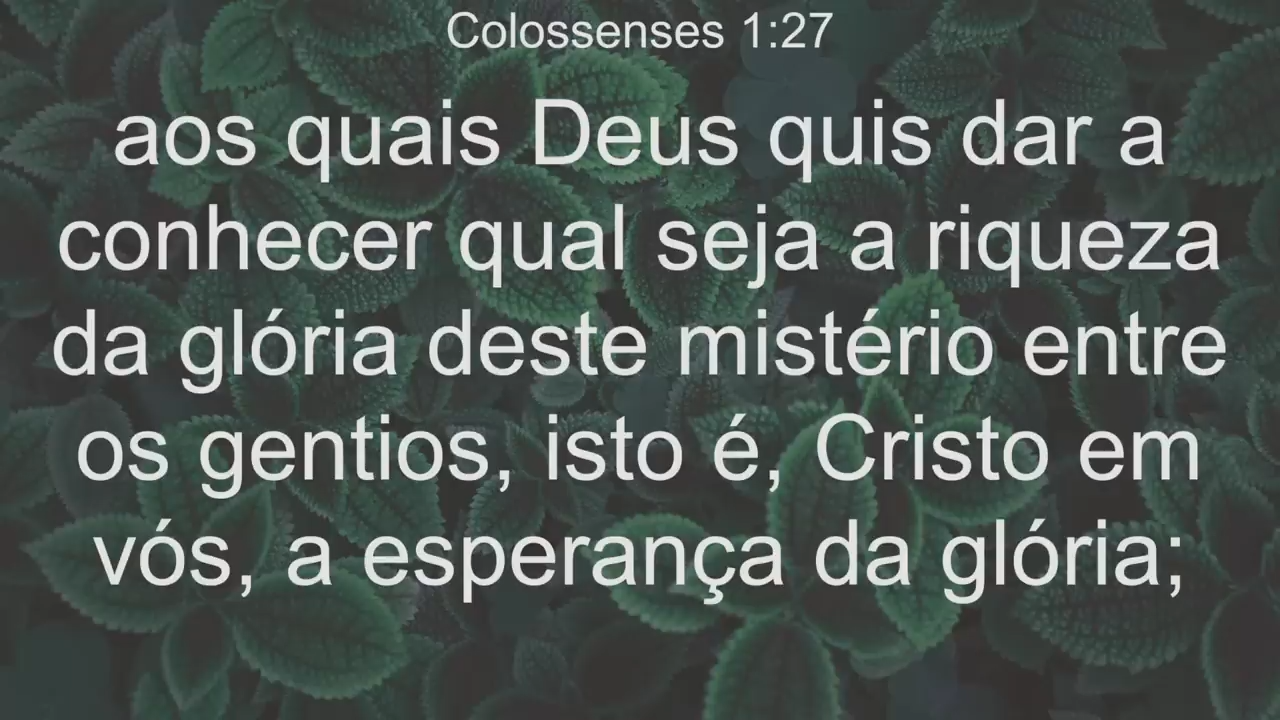 Colossenses 1:27
aos quais Deus quis dar a
conhecer qual seja a riqueza
da glória deste mistério entre
os gentios, isto é, Cristo em
vós, a esperança da glória;